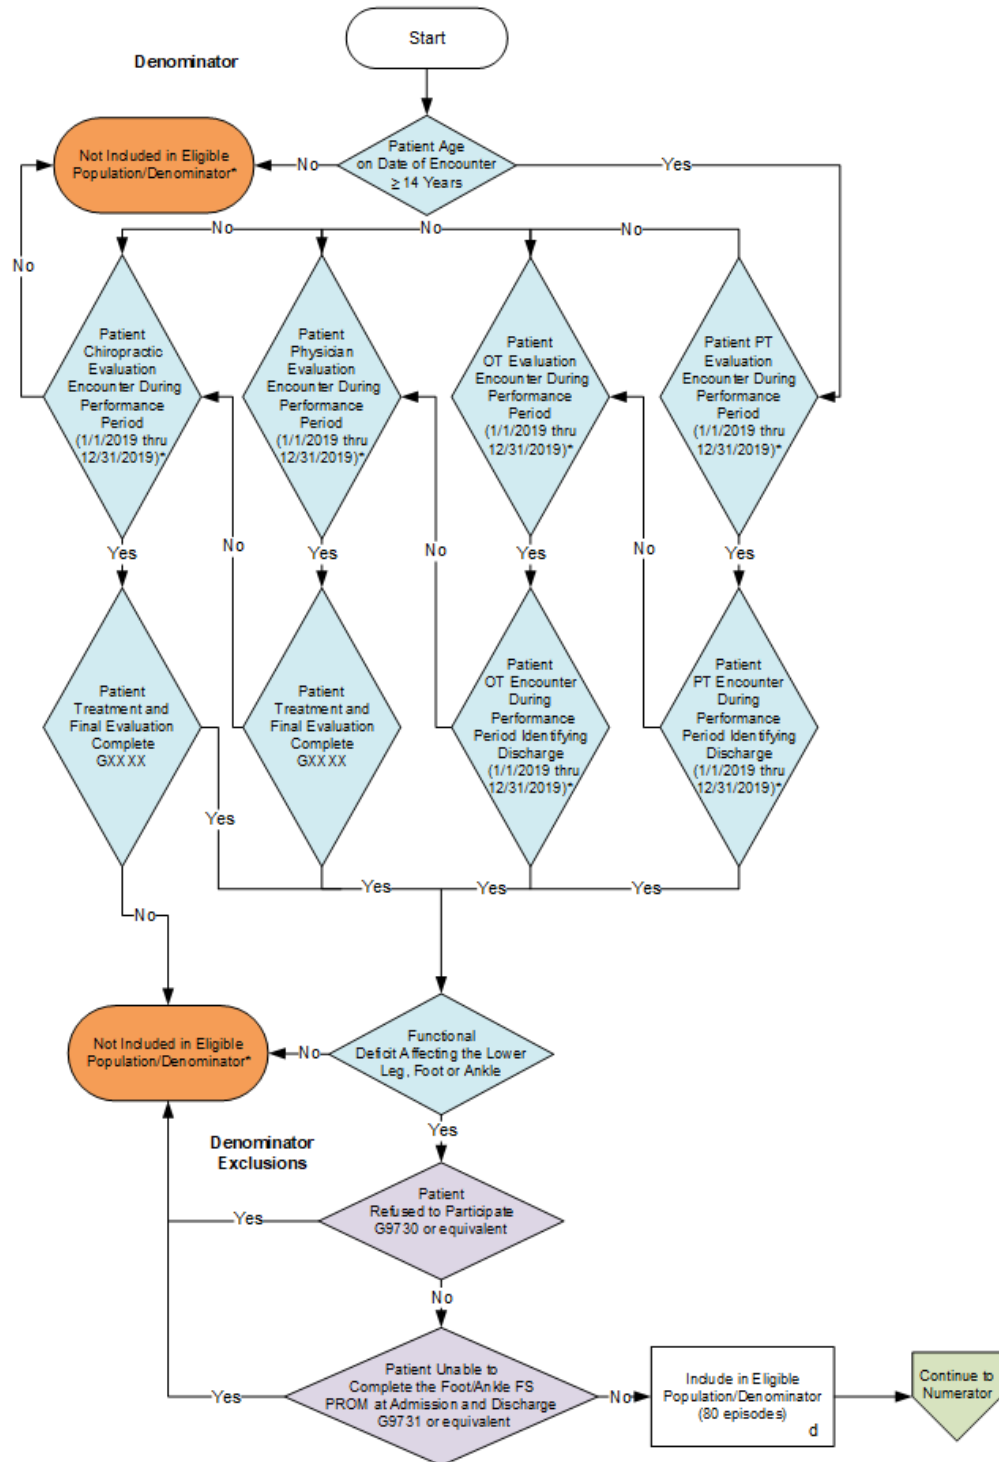 Start
Denominator
Patient Age
on Date of Encounter
≥ 14 Years
No
Yes
Not Included in Eligible
Population/Denominator*
No
No
No
No
Patient
Chiropractic
Evaluation
Encounter During
Performance
Period
(1/1/2019 thru
12/31/2019)*
Patient
Physician
Evaluation
Encounter During
Performance
Period
(1/1/2019 thru
12/31/2019)*
Patient
OT Evaluation
Encounter During
Performance
Period
(1/1/2019 thru
12/31/2019)*
Patient PT
Evaluation
Encounter During
Performance
Period
(1/1/2019 thru
12/31/2019)*
Yes
No
Yes
No
Yes
No
Yes
Patient
Treatment and
Final Evaluation
Complete
GXXXX
Patient
Treatment and
Final Evaluation
Complete
GXXXX
Patient
OT Encounter
During
Performance
Period Identifying
Discharge
(1/1/2019 thru
12/31/2019)*
Patient
PT Encounter
During
Performance
Period Identifying
Discharge
(1/1/2019 thru
12/31/2019)*
Yes
Yes
Yes
Yes
No
Not Included in Eligible
Population/Denominator*
No
Functional
Deficit Affecting the Lower
Leg, Foot or Ankle
Yes
Denominator
Exclusions
Patient
Refused to Participate
G9730 or equivalent
Yes
No
Patient Unable to
Complete the Foot/Ankle FS
PROM at Admission and Discharge
G9731 or equivalent
Yes
No
Include in Eligible
Population/Denominator
(80 episodes)
d
Continue to
Numerator